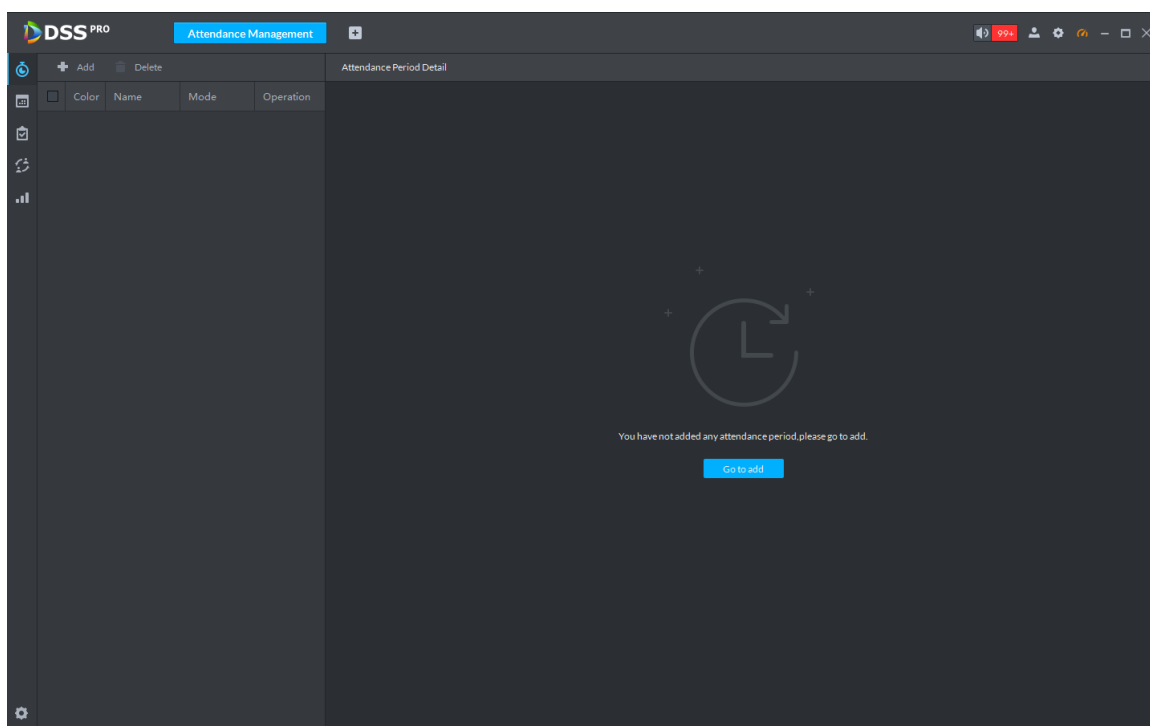 DSS PRO Attendance Management 99+
Add Delete Attendance Period Detail
Color Name Mode Operation
You have not added any attendance period,please go to add.
Go to add